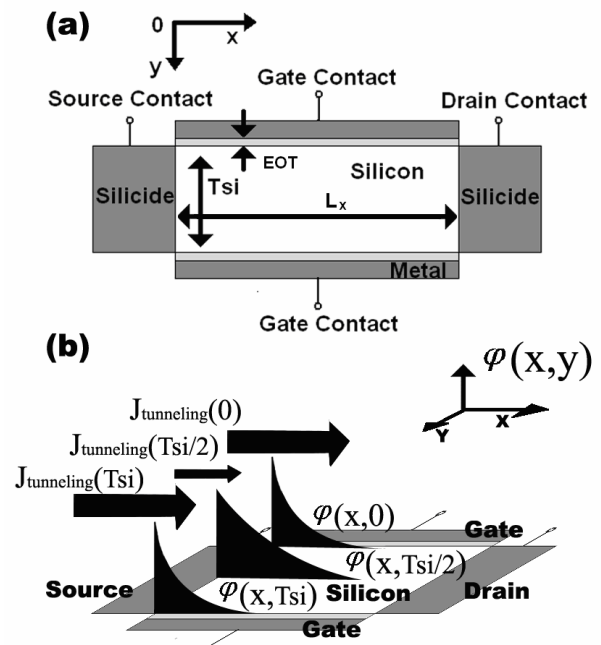 (a)
0
x
y
Gate Contact
Source Contact
Drain Contact
EOT
Silicon
Tsi
Silicide
Lx
Silicide
Metal
Gate Contact
(b)
φ(x,y)
Jtunneling(0)
Jtunneling(Tsi/2)
Jtunneling(Tsi)
Y
X
φ(x,0)
Gate
φ(x,Tsi/2)
Source
φ(x,Tsi)
Silicon
Drain
Gate